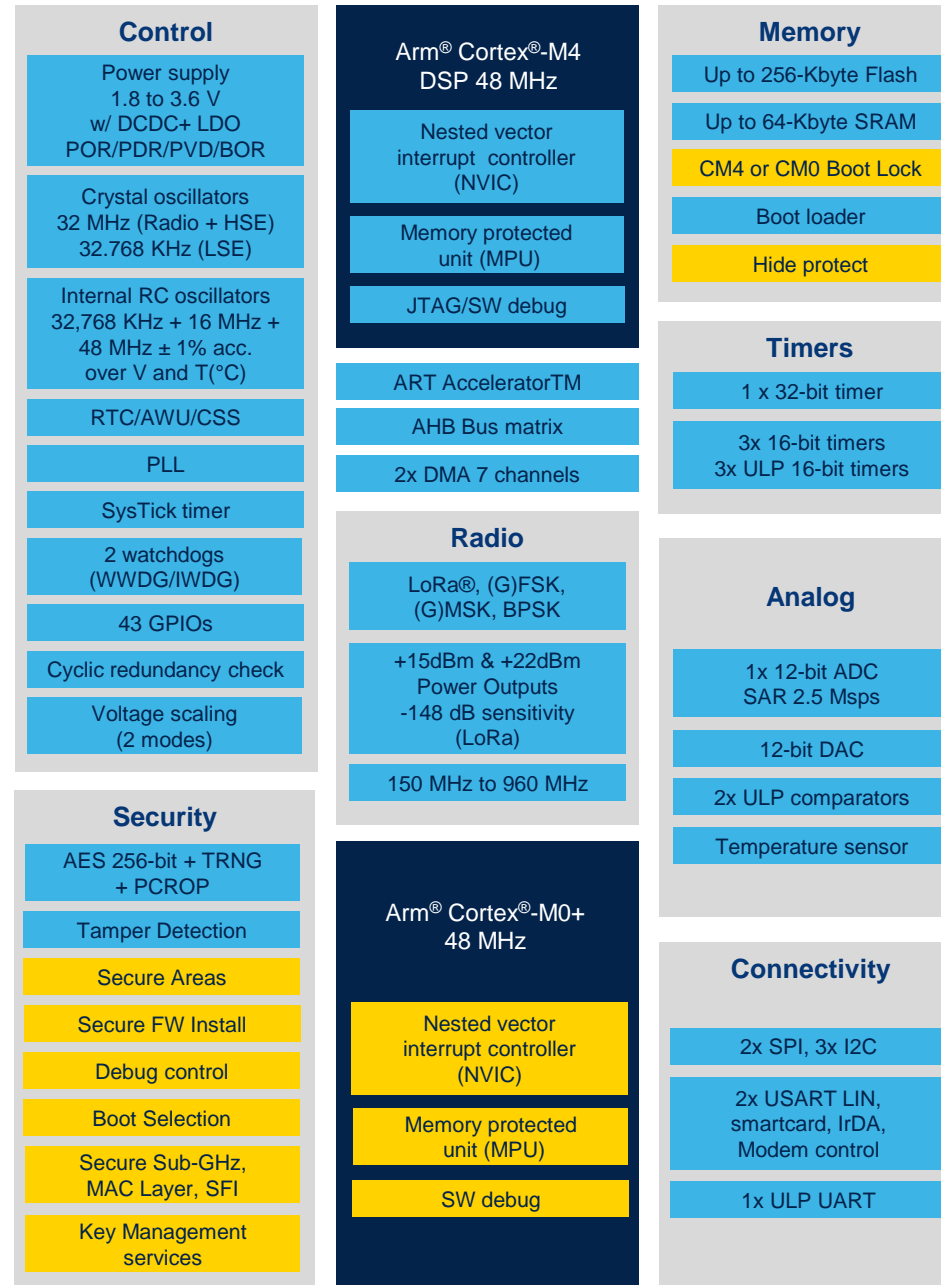 Control
Power supply
1.8 to 3.6 V
w/ DCDC+ LDO
POR/PDR/PVD/BOR
Crystal oscillators
32 MHz (Radio + HSE)
32.768 KHz (LSE)
Internal RC oscillators
32,768 KHz + 16 MHz +
48 MHz ± 1% acc.
over V and T(°C)
RTC/AWU/CSS
PLL
SysTick timer
2 watchdogs
(WWDG/IWDG)
43 GPIOs
Cyclic redundancy check
Voltage scaling
(2 modes)
Security
AES 256-bit + TRNG
+ PCROP
Tamper Detection
Secure Areas
Secure FW Install
Debug control
Boot Selection
Secure Sub-GHz,
MAC Layer, SFI
Key Management
services
Arm® Cortex®-M4
DSP 48 MHz
Nested vector
interrupt controller
(NVIC)
Memory protected
unit (MPU)
JTAG/SW debug
ART AcceleratorTM
AHB Bus matrix
2x DMA 7 channels
Radio
LoRa®, (G)FSK,
(G)MSK, BPSK
+15dBm & +22dBm
Power Outputs
-148 dB sensitivity
(LoRa)
150 MHz to 960 MHz
Arm® Cortex®-M0+
48 MHz
Nested vector
interrupt controller
(NVIC)
Memory protected
unit (MPU)
SW debug
Memory
Up to 256-Kbyte Flash
Up to 64-Kbyte SRAM
CM4 or CM0 Boot Lock
Boot loader
Hide protect
Timers
1 x 32-bit timer
3x 16-bit timers
3x ULP 16-bit timers
Analog
1x 12-bit ADC
SAR 2.5 Msps
12-bit DAC
2x ULP comparators
Temperature sensor
Connectivity
2x SPI, 3x I2C
2x USART LIN,
smartcard, IrDA,
Modem control
1x ULP UART